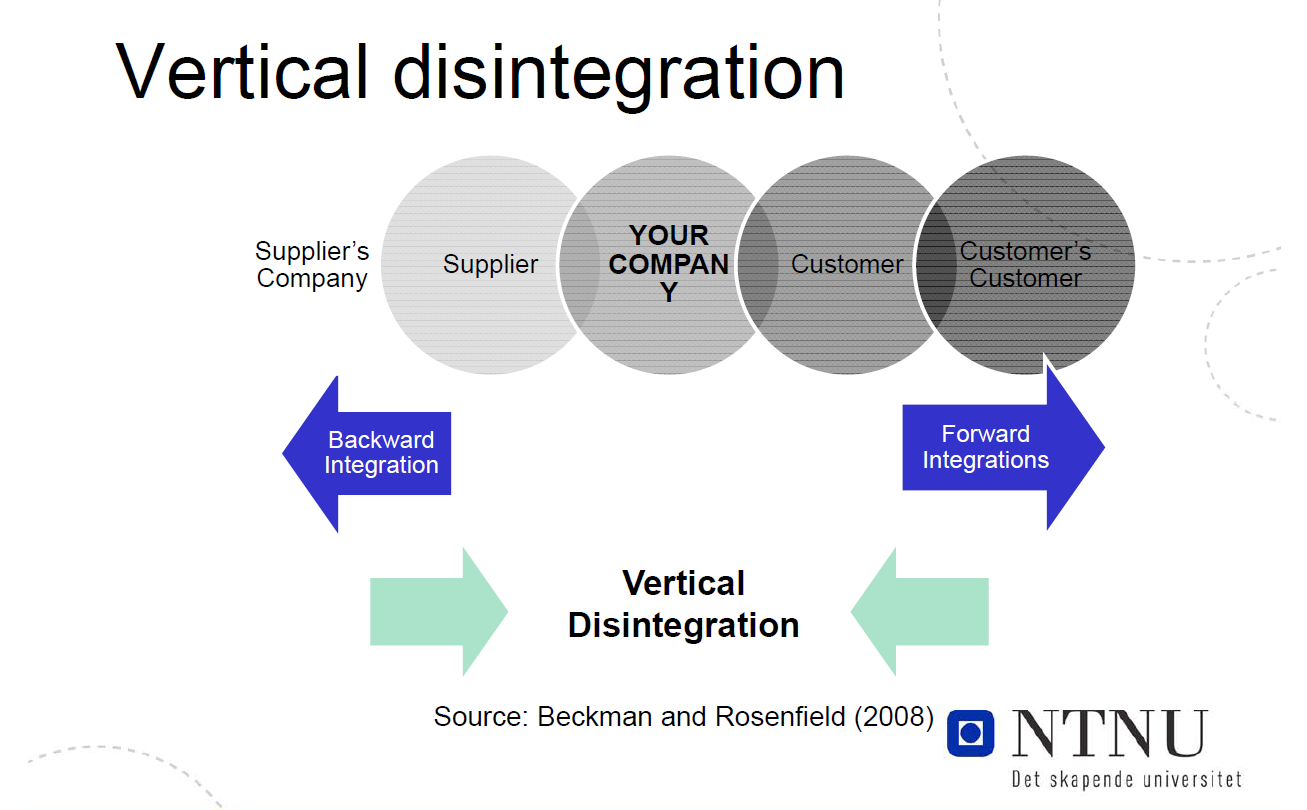 Vertical disintegration
Supplier’s
Company
Supplier
YOUR
COMPAN
Y
Customer
Customer’s
Customer
Backward
Integration
Forward
Integrations
Vertical
Disintegration
Source: Beckman and Rosenfield (2008)
NTNU
Det skapende universitet